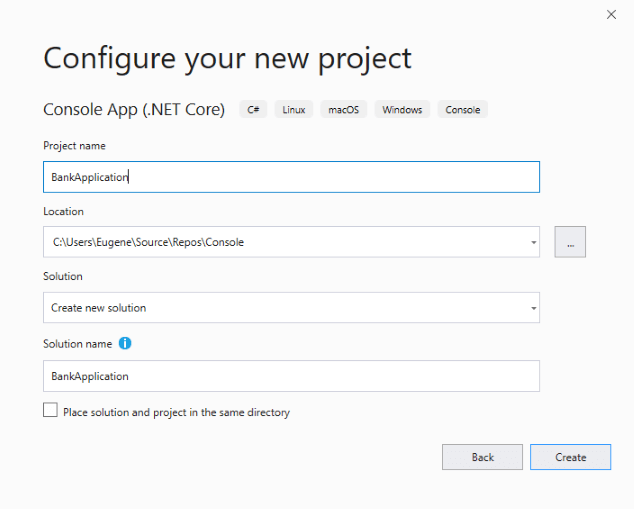 Configure your new project
Console App (.NET Core) C# Linux macOS Windows Console
Project name
BankApplication
Location
C:\Users\Eugene\Source\Repos\Console
...
Solution
Create new solution
Solution name
BankApplication
Place solution and project in the same directory
Back Create